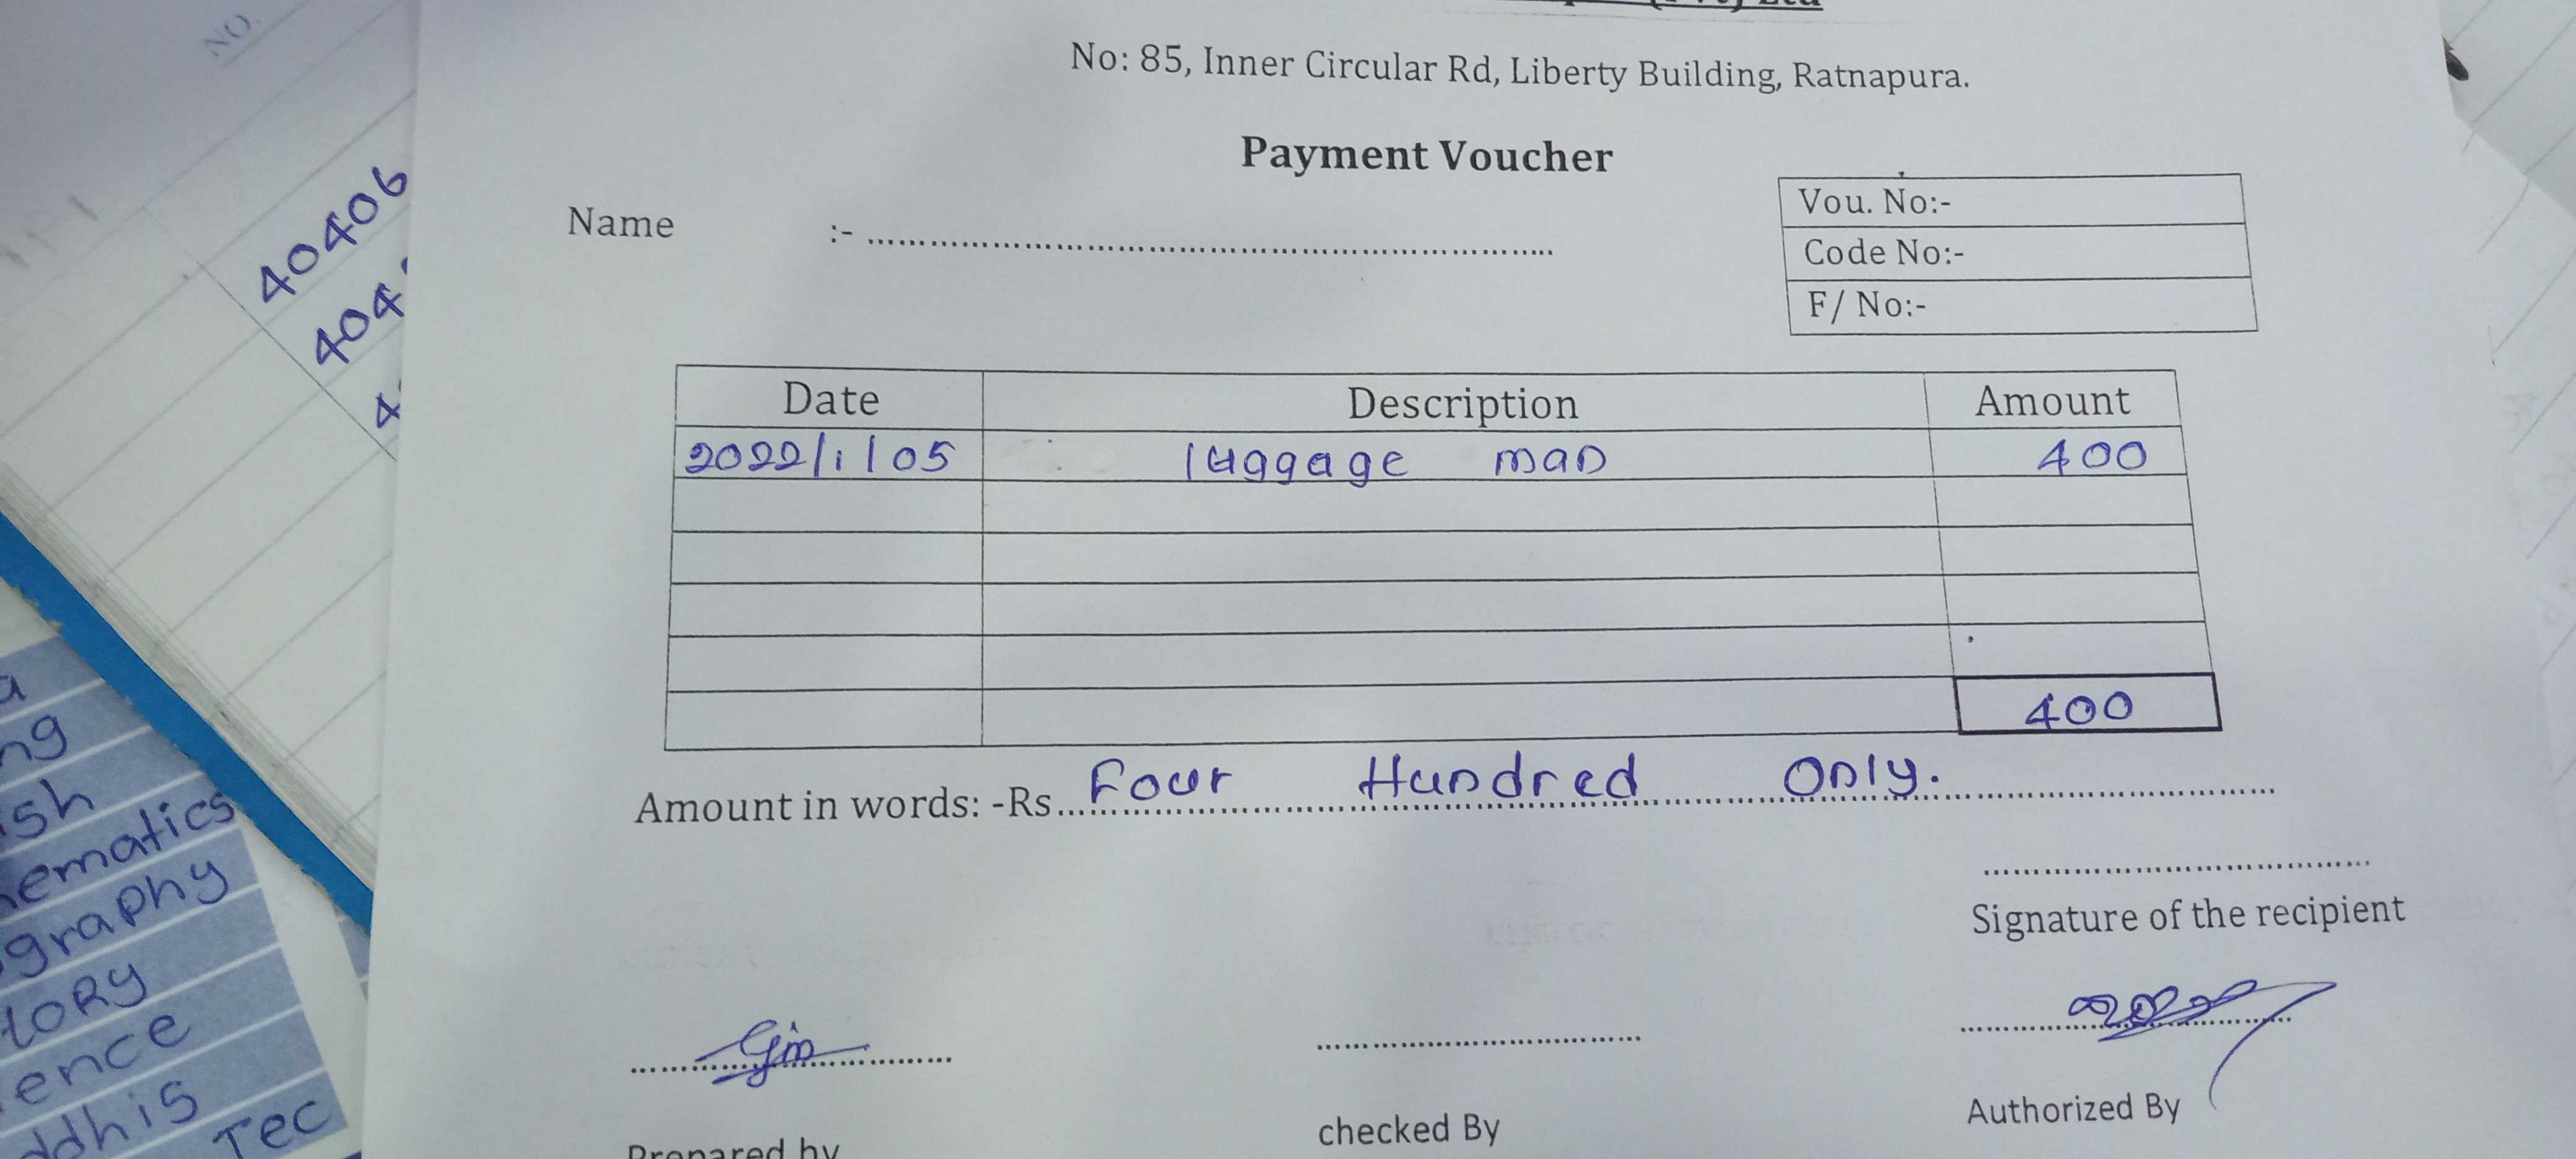 Ltd
No: 85, Inner Circular Rd, Liberty Building, Ratnapura.
Payment Voucher
Name :- ........................................
Vou. No:-
Code No:-
F/ No:-
Date Description Amount
2022/1/05 luggage man 400
400
Amount in words: -Rs....Four Hundred Only.....................
........................................
Signature of the recipient
Prepared by
checked By
Authorized By
NO.
40406
404
4
ng
sh
ematics
graphy
tory
ence
ddhis
Tec